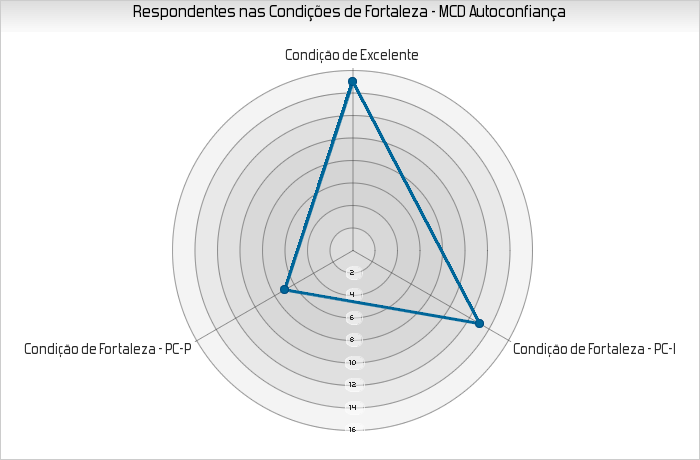 Respondentes nas Condições de Fortaleza - MCD Autoconfiança
Condição de Excelente
2
4
6
8
10
12
14
16
Condição de Fortaleza - PC-P
Condição de Fortaleza - PC-I